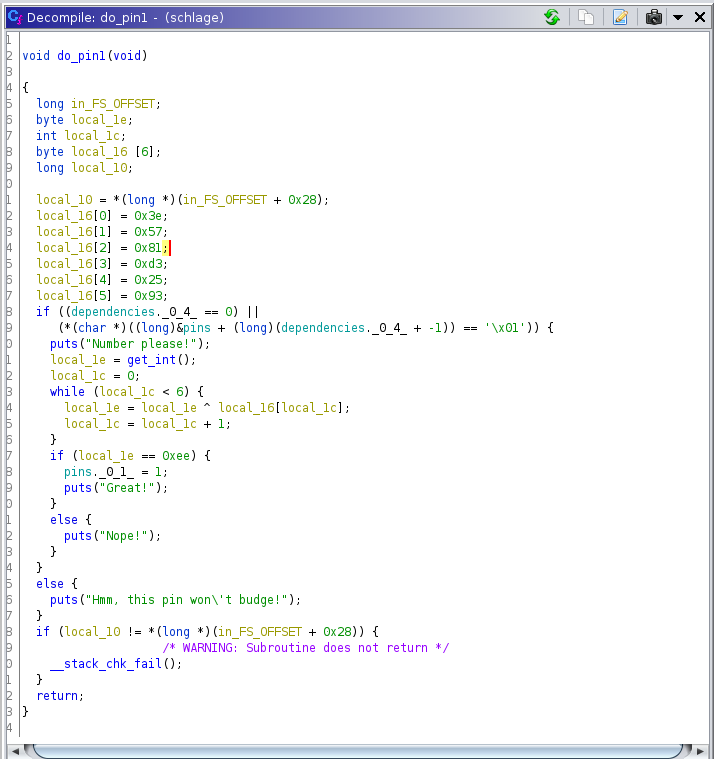 Decompile: do_pin1 - (schlage)
1
2 void do_pin1(void)
3
4 {
5 long in_FS_OFFSET;
6 byte local_1e;
7 int local_1c;
8 byte local_16 [6];
9 long local_10;
0
1 local_10 = *(long *)(in_FS_OFFSET + 0x28);
2 local_16[0] = 0x3e;
3 local_16[1] = 0x57;
4 local_16[2] = 0x81;
5 local_16[3] = 0xd3;
6 local_16[4] = 0x25;
7 local_16[5] = 0x93;
8 if ((dependencies._0_4_ == 0) ||
9 (*(char *)((long)&pins + (long)(dependencies._0_4_ + -1)) == '\x01')) {
0 puts("Number please!");
1 local_1e = get_int();
2 local_1c = 0;
3 while (local_1c < 6) {
4 local_1e = local_1e ^ local_16[local_1c];
5 local_1c = local_1c + 1;
6 }
7 if (local_1e == 0xee) {
8 pins._0_1_ = 1;
9 puts("Great!");
0 }
1 else {
2 puts("Nope!");
3 }
4 }
5 else {
6 puts("Hmm, this pin won\'t budge!");
7 }
8 if (local_10 != *(long *)(in_FS_OFFSET + 0x28)) {
9 /* WARNING: Subroutine does not return */
0 __stack_chk_fail();
1 }
2 return;
3 }
4